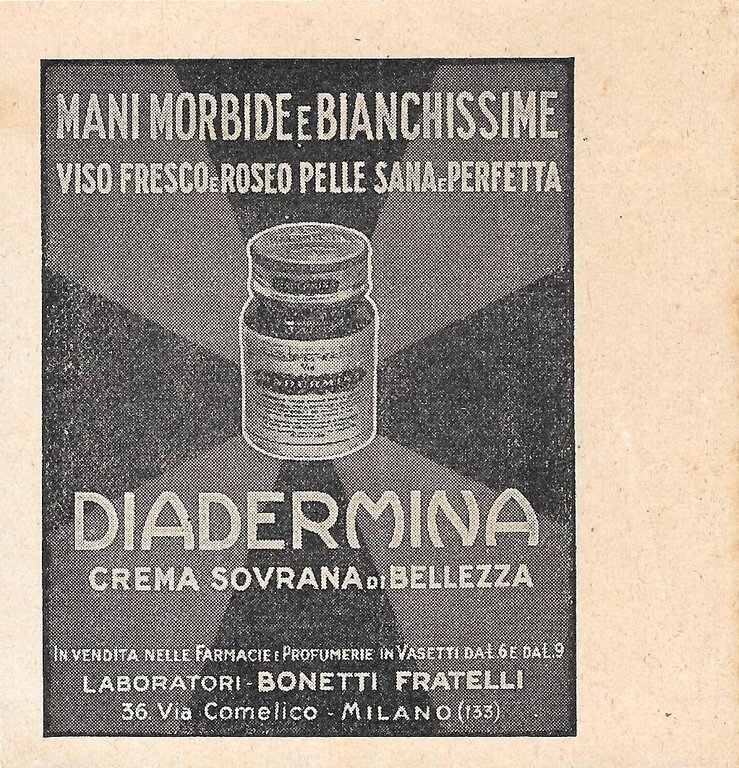 MANI MORBIDE E BIANCHISSIME
VISO FRESCO E ROSEO PELLE SANA E PERFETTA
DIADERMINA
DIADERMINA
CREMA SOVRANA DI BELLEZZA
IN VENDITA NELLE FARMACIE E PROFUMERIE IN VASETTI DA L. 6 E DA L. 9
LABORATORI - BONETTI FRATELLI
36. Via Comelico - MILANO (133)